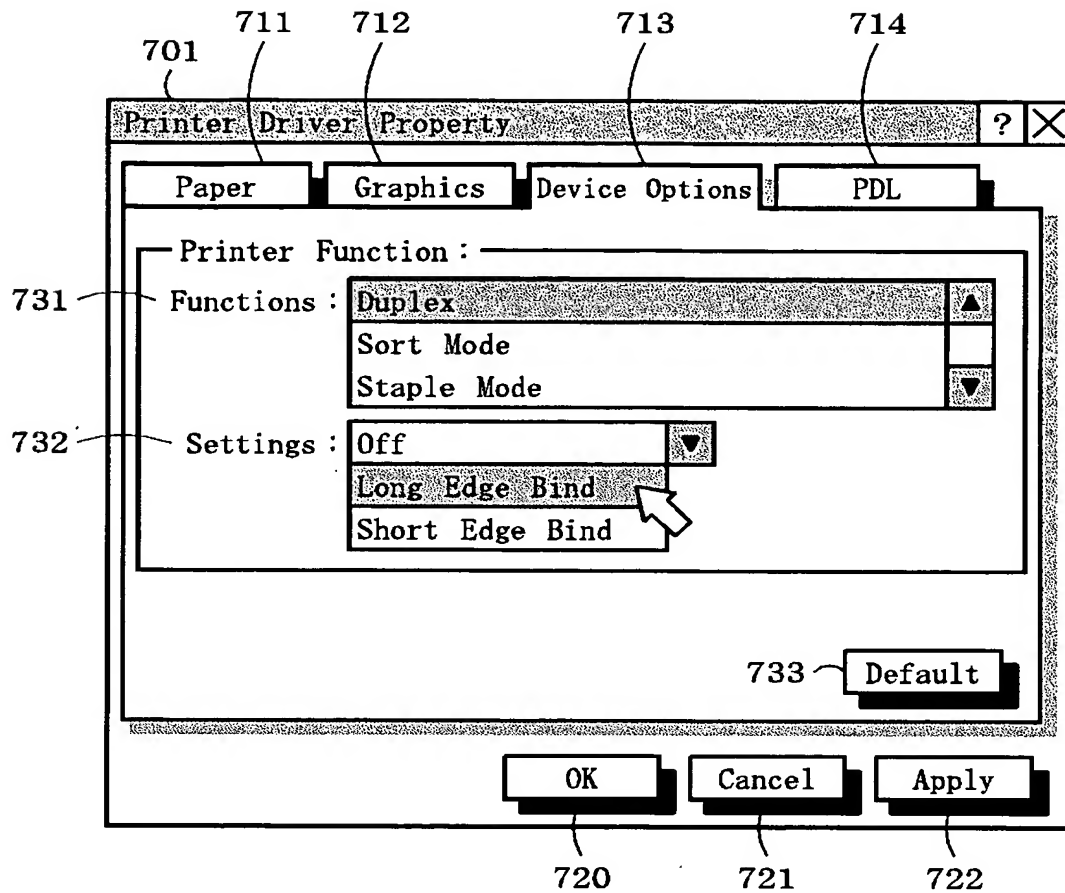 711 712 713 714
701
Printer Driver Property ? X
Paper Graphics Device Options PDL
Printer Function :
731 Functions : Duplex ▲
Sort Mode
Staple Mode ▼
732 Settings : Off ▼
Long Edge Bind
Short Edge Bind
733 Default
OK Cancel Apply
720 721 722